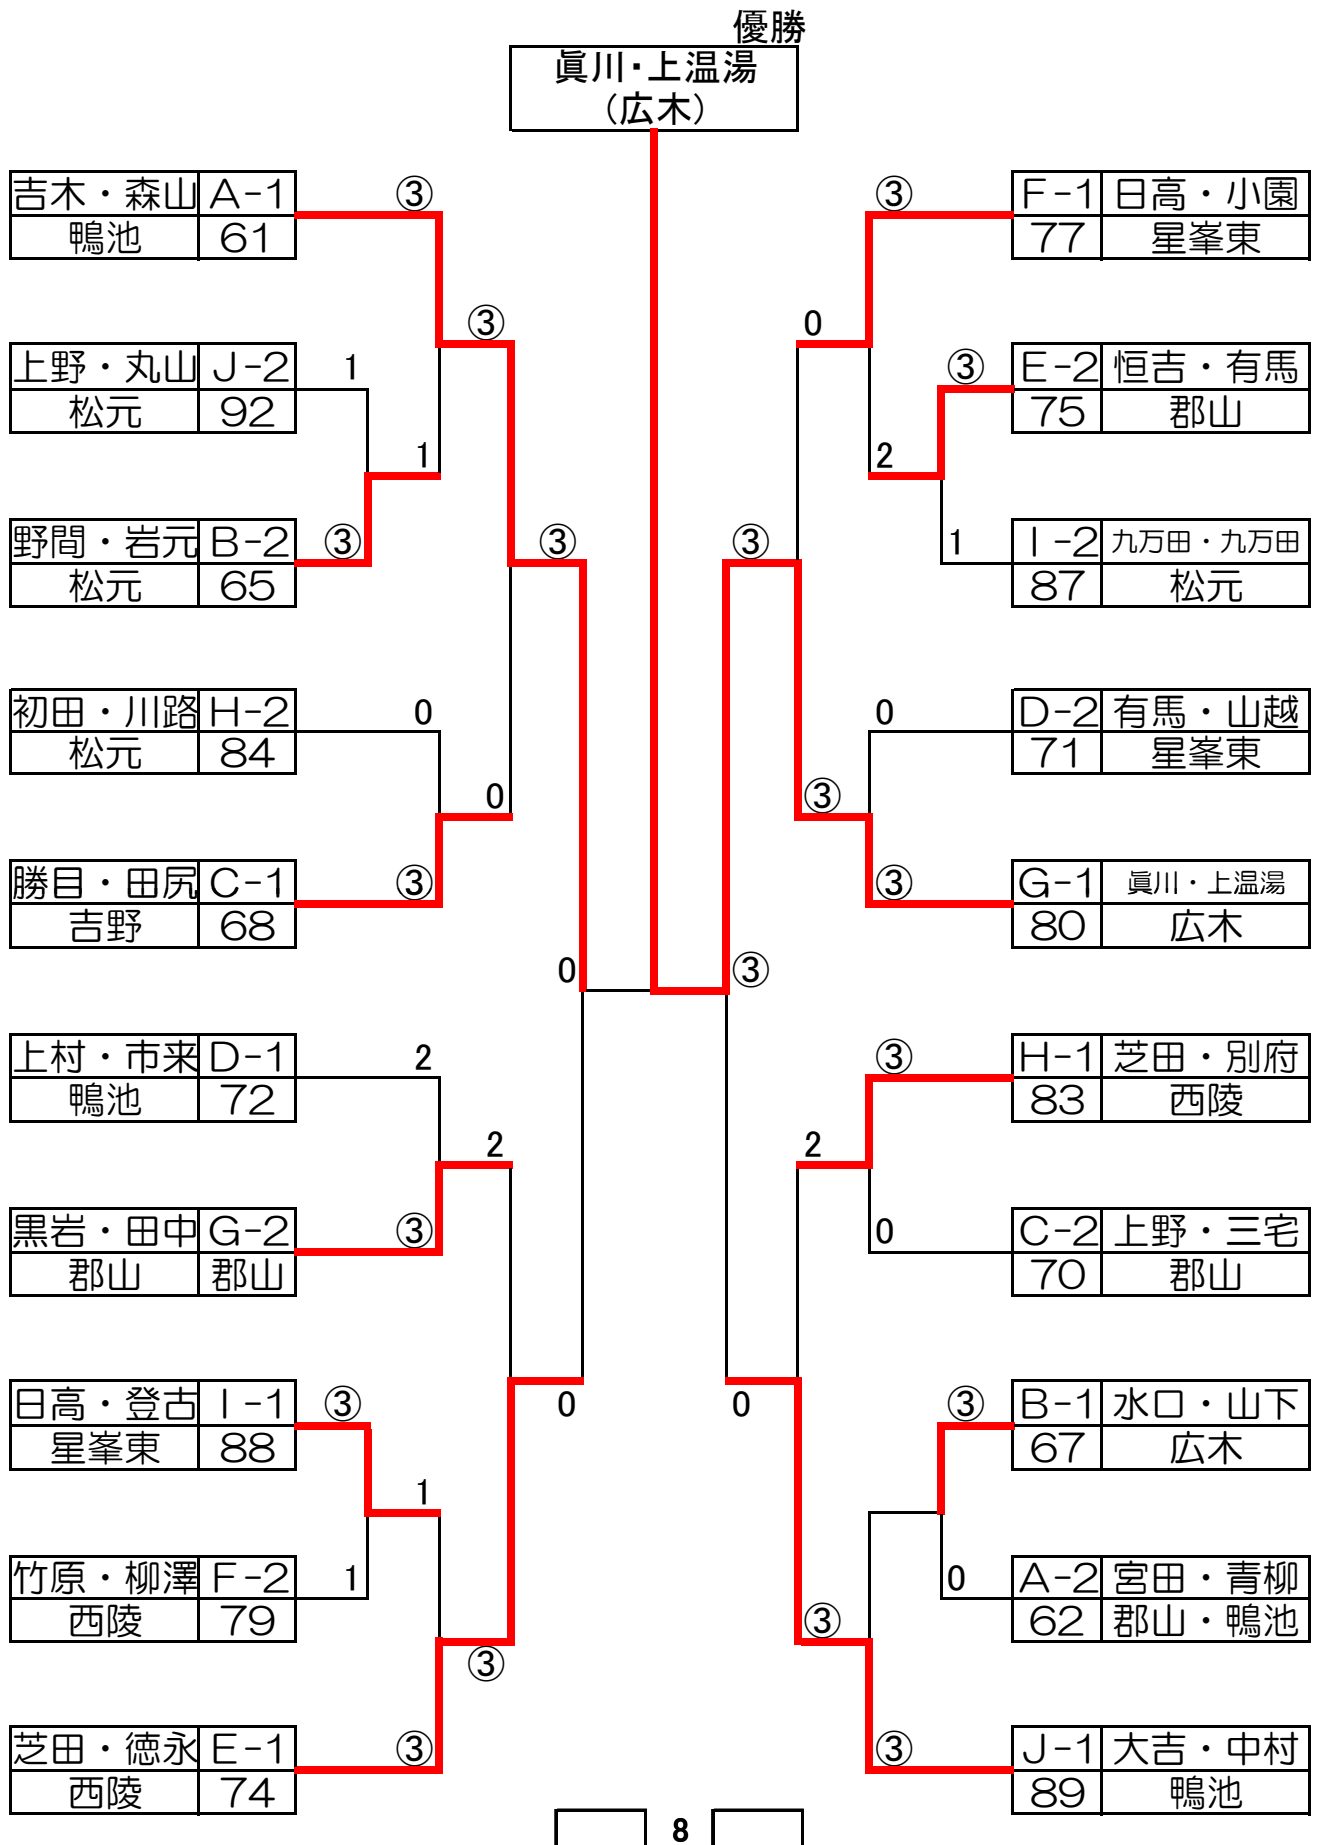 優勝
眞川・上温湯
（広木）
吉木・森山 A-1
鴨池 61
③
上野・丸山 J-2
松元 92
1
③
1
野間・岩元 B-2
松元 65
③
③
初田・川路 H-2
松元 84
0
0
勝目・田尻 C-1
吉野 68
③
0
上村・市来 D-1
鴨池 72
2
2
黒岩・田中 G-2
郡山 郡山
③
0
日高・登古 I-1
星峯東 88
③
1
竹原・柳澤 F-2
西陵 79
1
③
芝田・徳永 E-1
西陵 74
③
③
F-1 日高・小園
77 星峯東
0
③
E-2 恒吉・有馬
75 郡山
2
③
1
I-2 九万田・九万田
87 松元
0
D-2 有馬・山越
71 星峯東
③
③
G-1 眞川・上温湯
80 広木
③
③
H-1 芝田・別府
83 西陵
2
0
C-2 上野・三宅
70 郡山
0
③
B-1 水口・山下
67 広木
0
A-2 宮田・青柳
62 郡山・鴨池
③
③
J-1 大吉・中村
89 鴨池
8